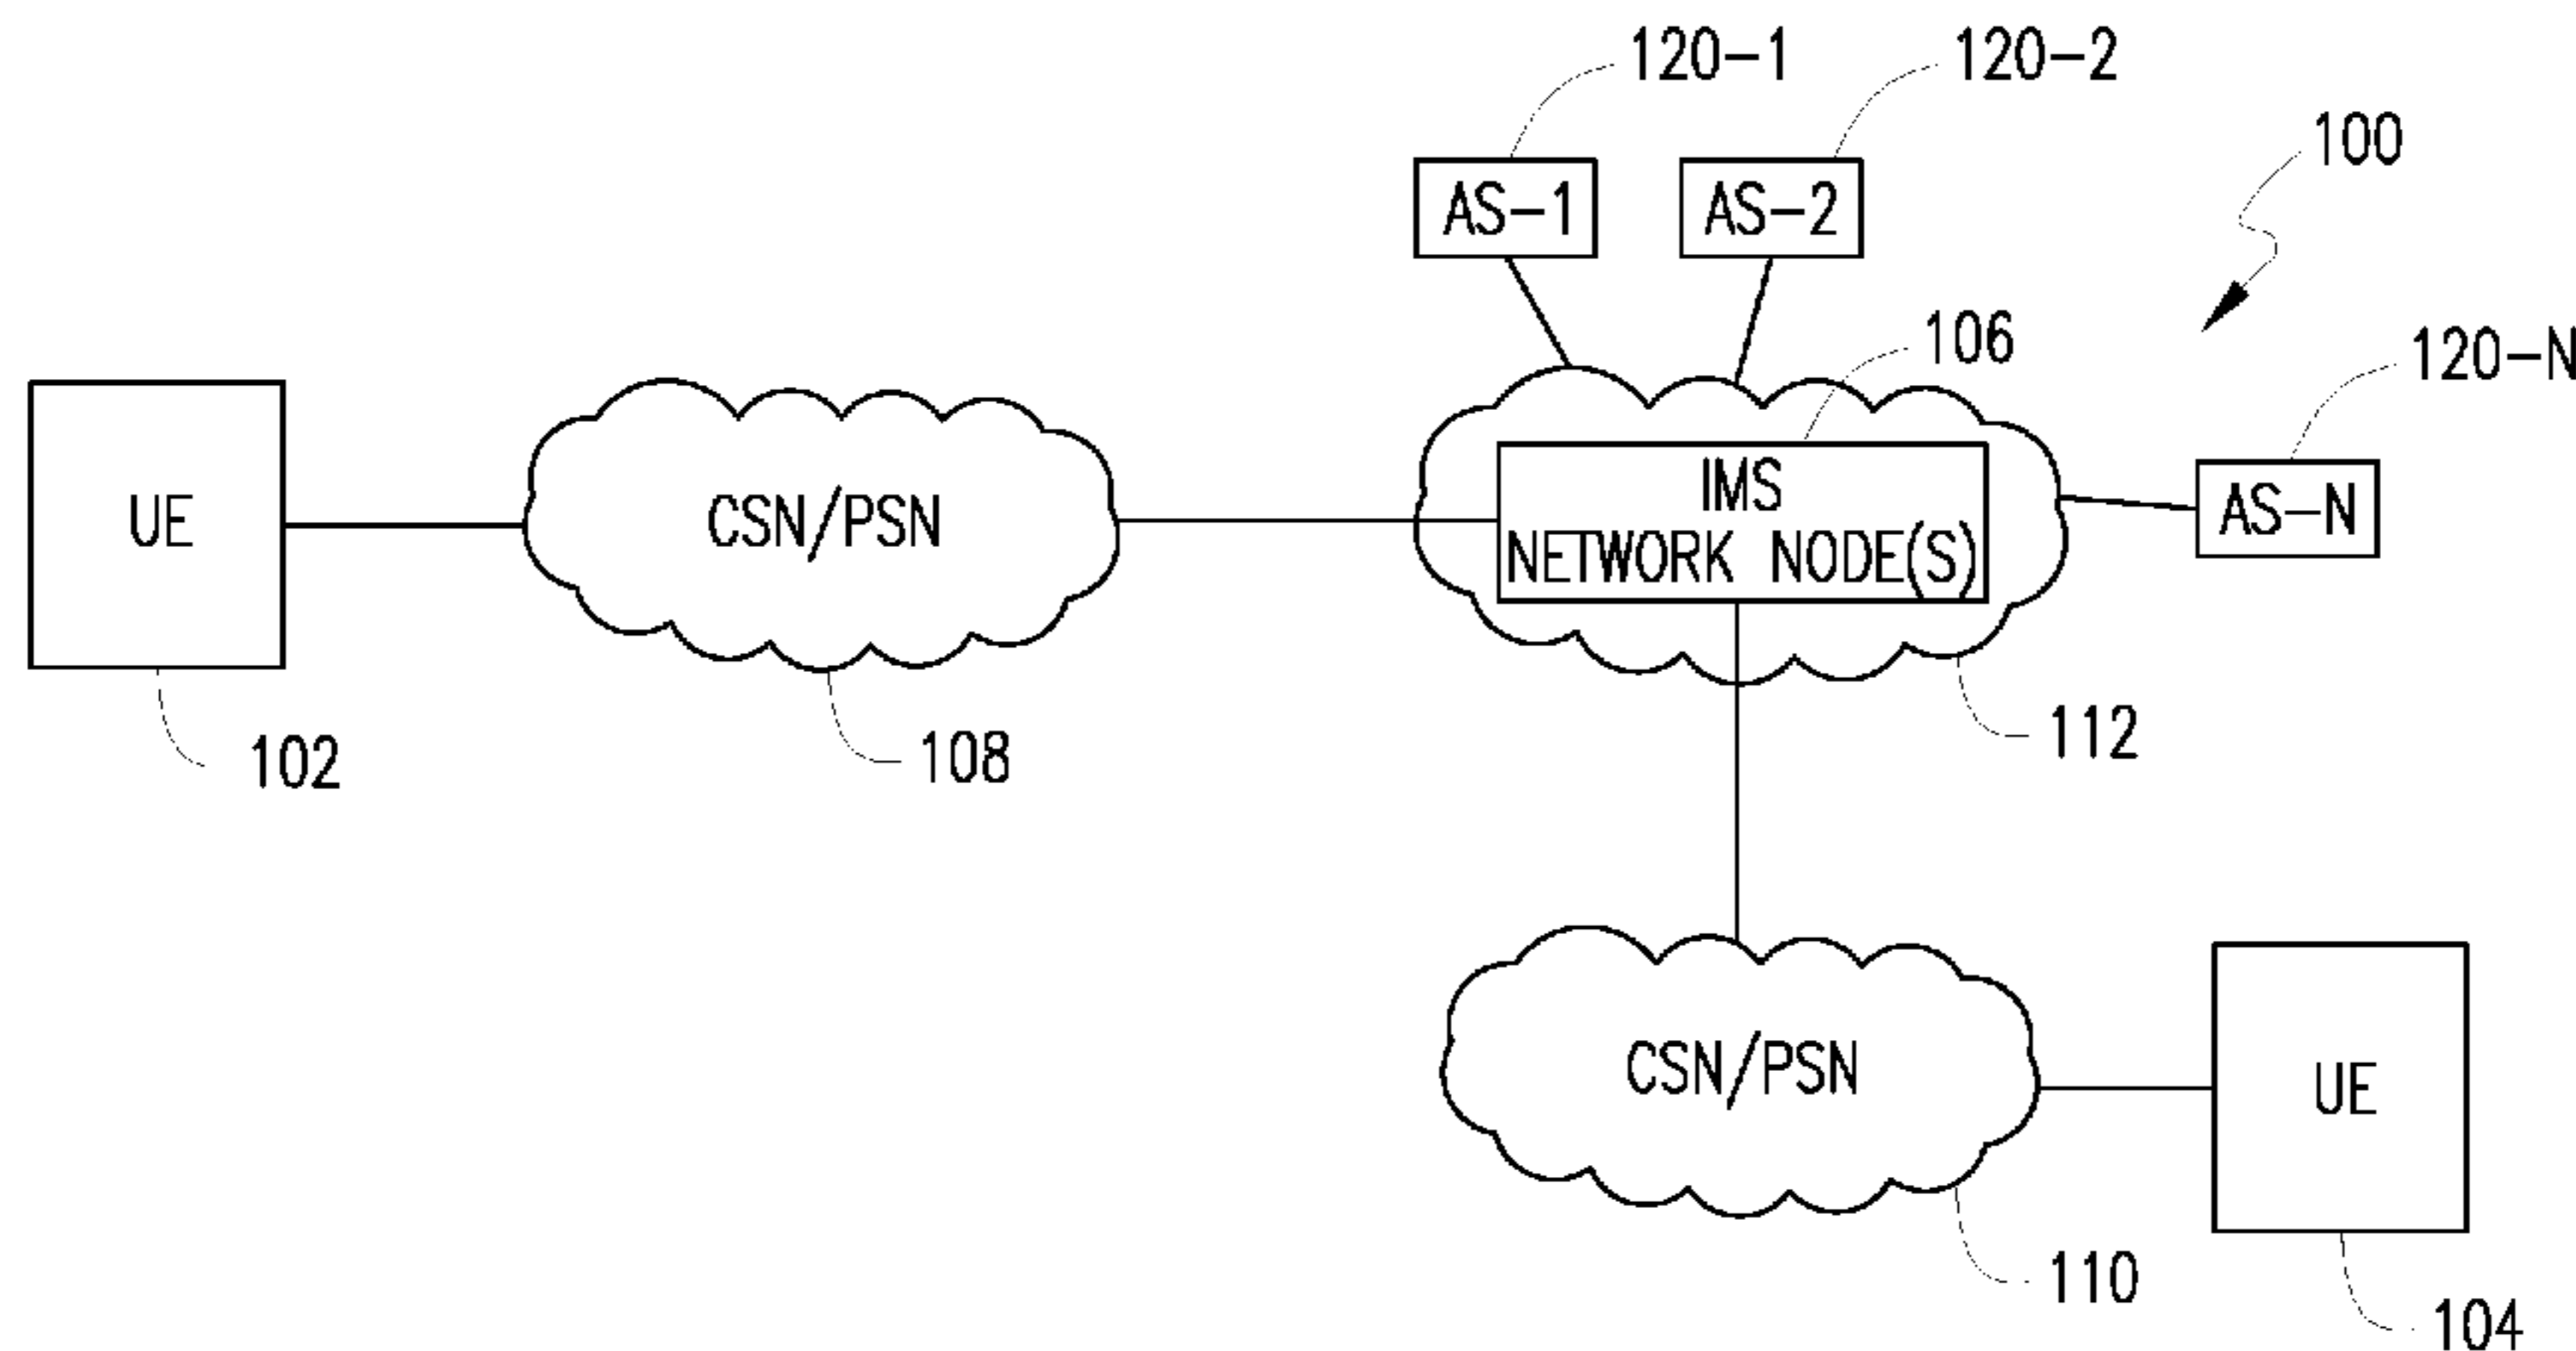 120-1
120-2
100
AS-1
AS-2
106
120-N
IMS
NETWORK NODE(S)
AS-N
UE
CSN/PSN
102
108
112
CSN/PSN
UE
110
104